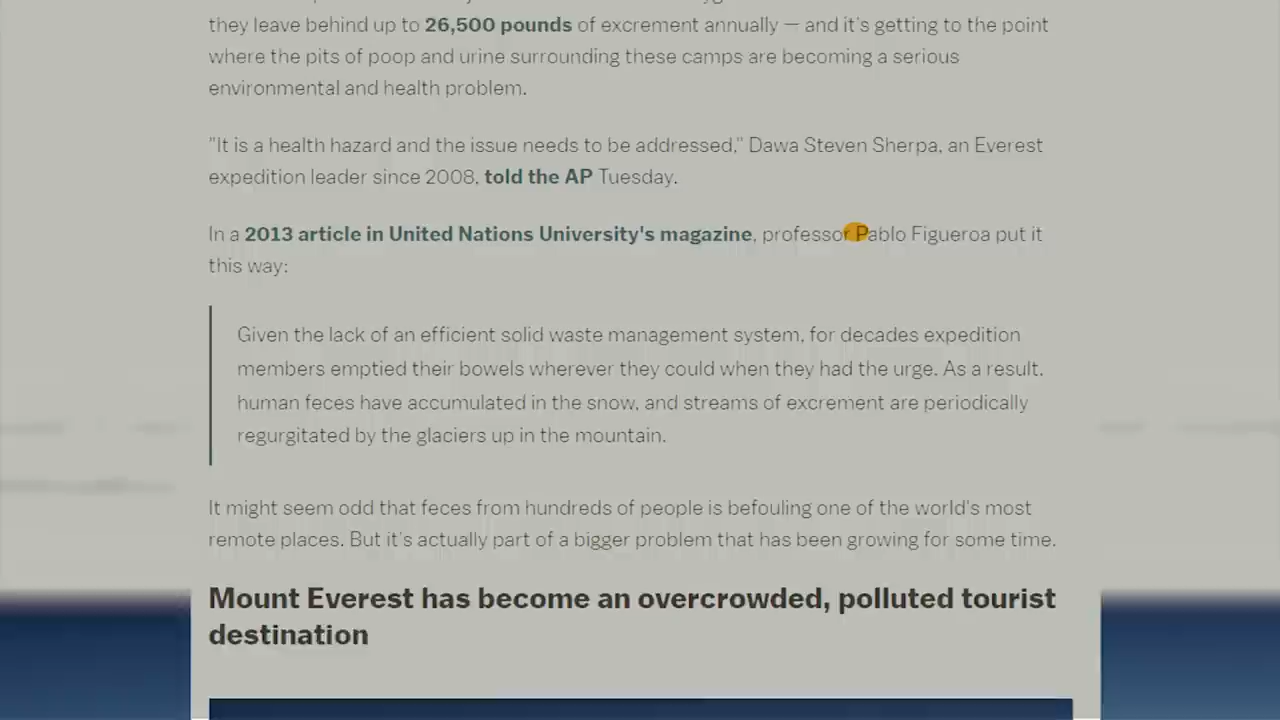 they leave behind up to 26,500 pounds of excrement annually — and it's getting to the point
where the pits of poop and urine surrounding these camps are becoming a serious
environmental and health problem.
"It is a health hazard and the issue needs to be addressed," Dawa Steven Sherpa, an Everest
expedition leader since 2008, told the AP Tuesday.
In a 2013 article in United Nations University's magazine, professor Pablo Figueroa put it
this way:
Given the lack of an efficient solid waste management system, for decades expedition
members emptied their bowels wherever they could when they had the urge. As a result,
human feces have accumulated in the snow, and streams of excrement are periodically
regurgitated by the glaciers up in the mountain.
It might seem odd that feces from hundreds of people is befouling one of the world's most
remote places. But it's actually part of a bigger problem that has been growing for some time.
Mount Everest has become an overcrowded, polluted tourist
destination